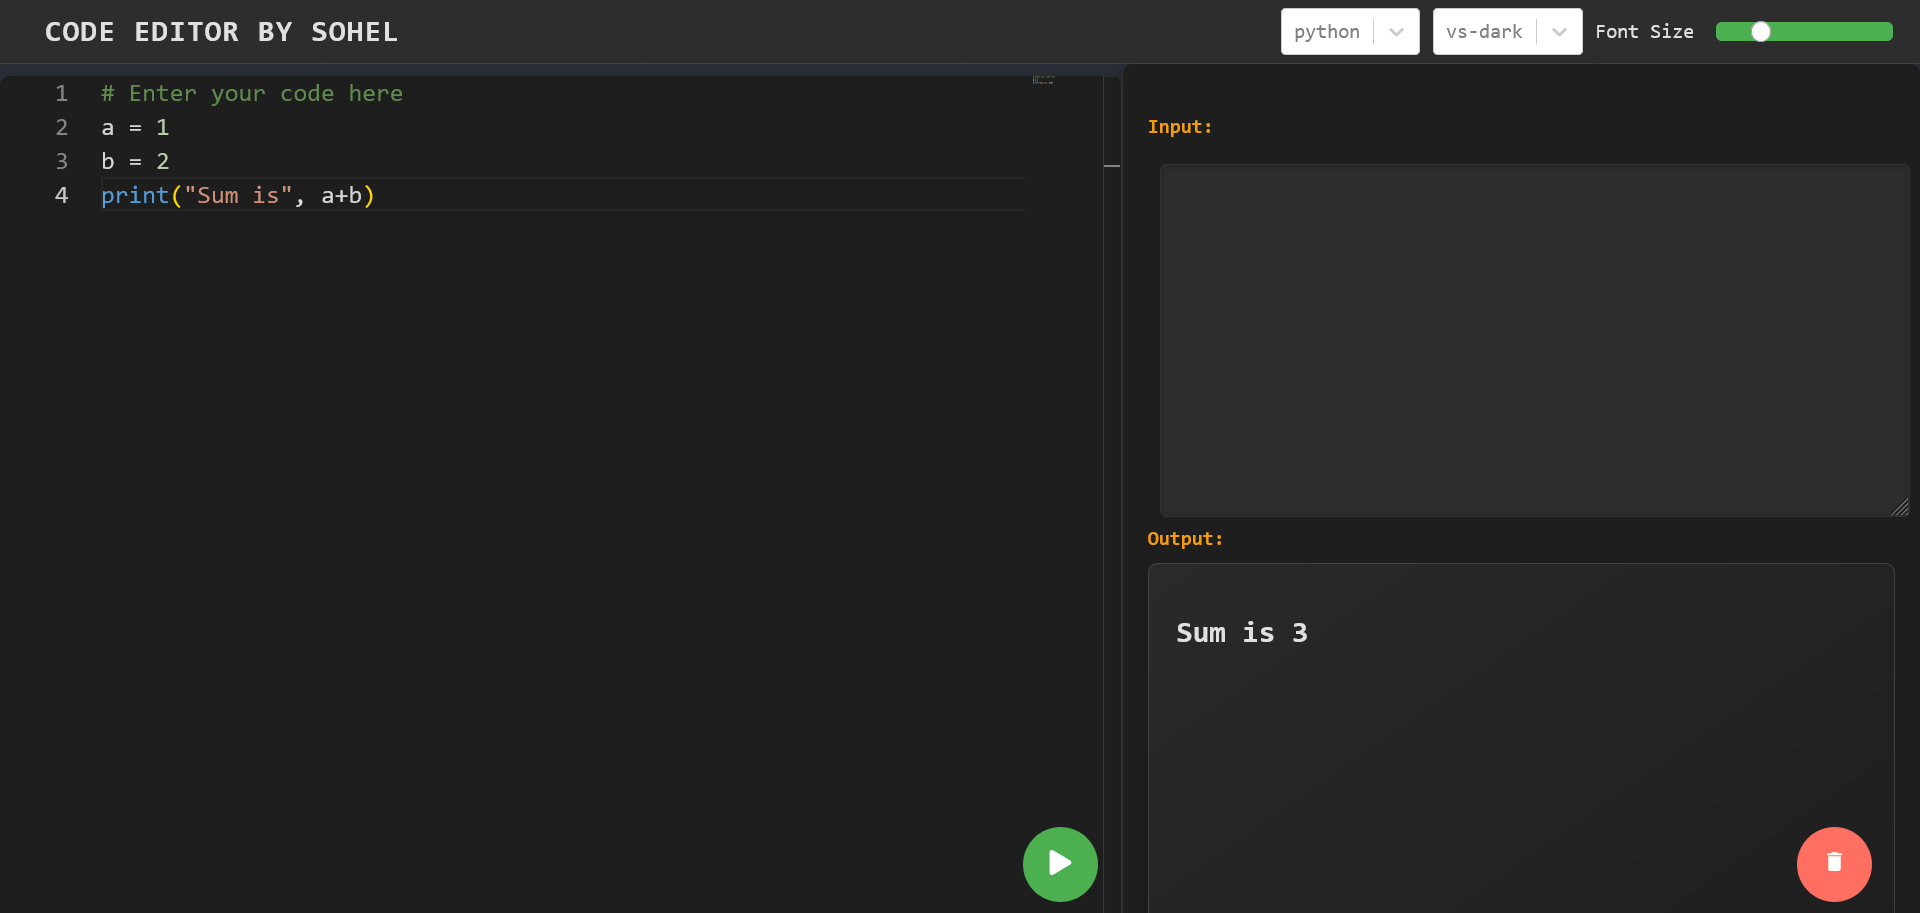 CODE EDITOR BY SOHEL
python
vs-dark
Font Size
1 # Enter your code here
2 a = 1
3 b = 2
4 print("Sum is", a+b)
Input:
Output:
Sum is 3